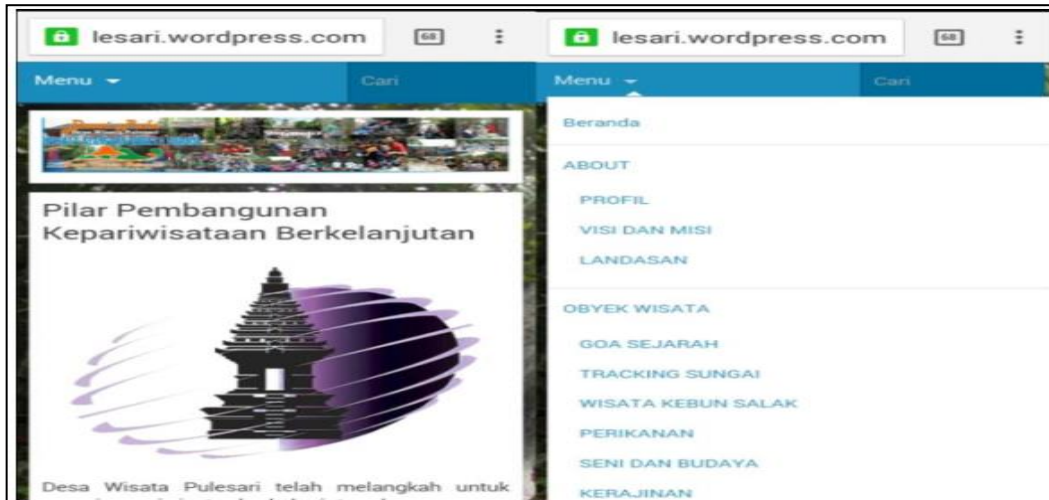 lesari.wordpress.com
68
Menu
Cari
Pilar Pembangunan
Kepariwisataan Berkelanjutan
Desa Wisata Pulesari telah melangkah untuk
lesari.wordpress.com
68
Menu
Cari
Beranda
ABOUT
PROFIL
VISI DAN MISI
LANDASAN
OBYEK WISATA
GOA SEJARAH
TRACKING SUNGAI
WISATA KEBUN SALAK
PERIKANAN
SENI DAN BUDAYA
KERAJINAN